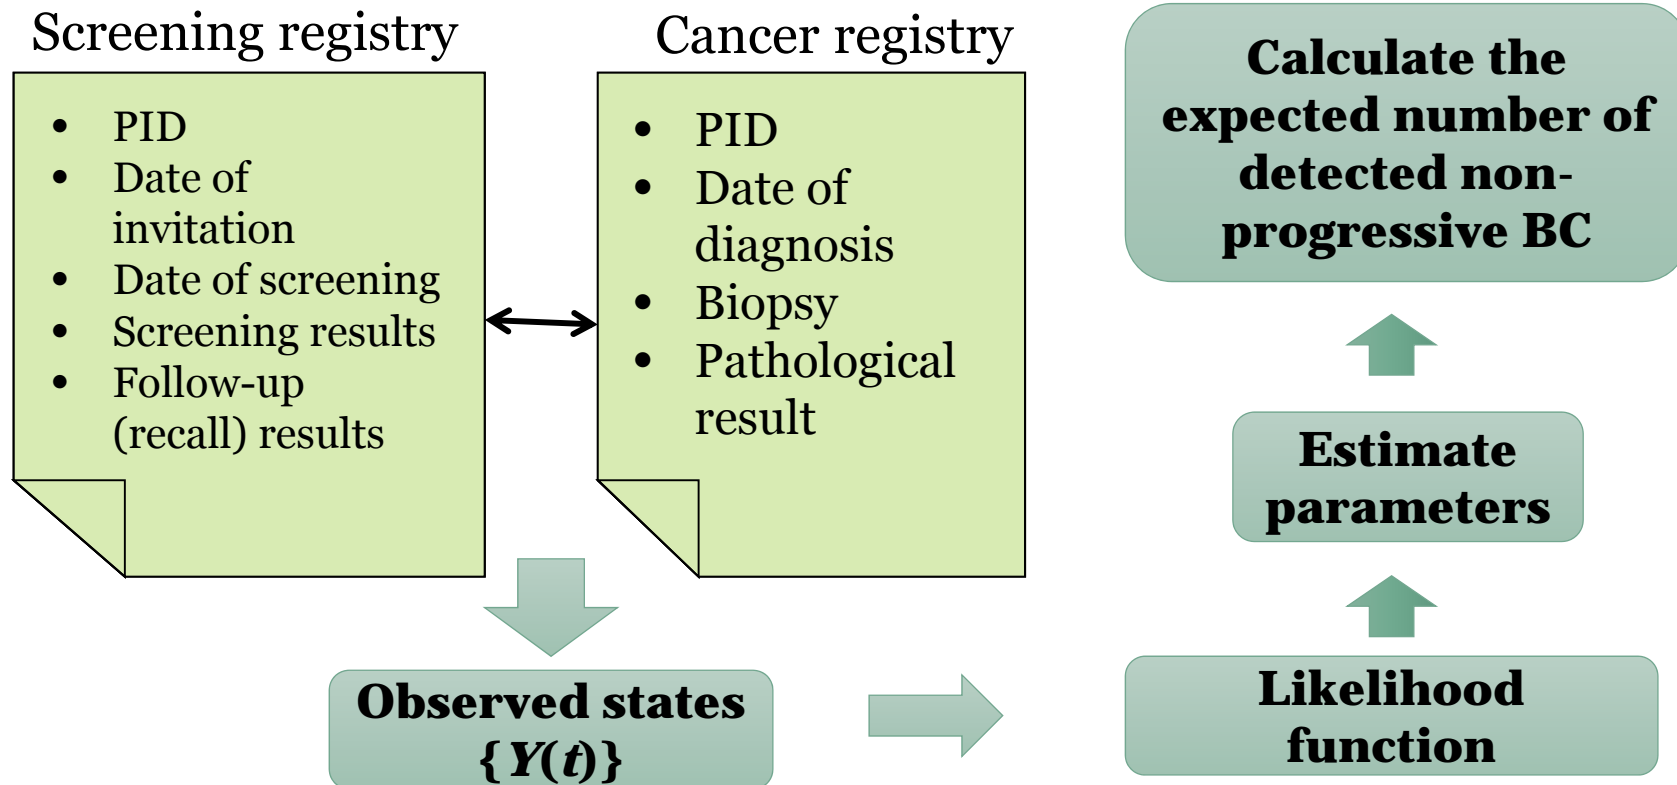 Screening registry
• PID
• Date of
invitation
• Date of screening
• Screening results
• Follow-up
(recall) results
Cancer registry
• PID
• Date of
diagnosis
• Biopsy
• Pathological
result
Observed states
{Y(t)}
Likelihood
function
Estimate
parameters
Calculate the
expected number of
detected non-
progressive BC